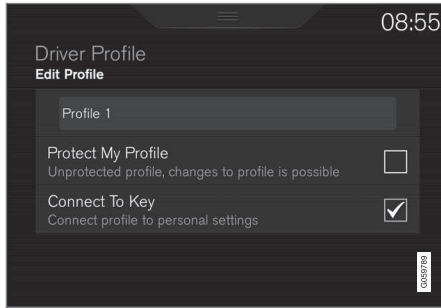 08:55
Driver Profile
Edit Profile
Profile 1
Protect My Profile
Unprotected profile, changes to profile is possible
Connect To Key
Connect profile to personal settings
G059789